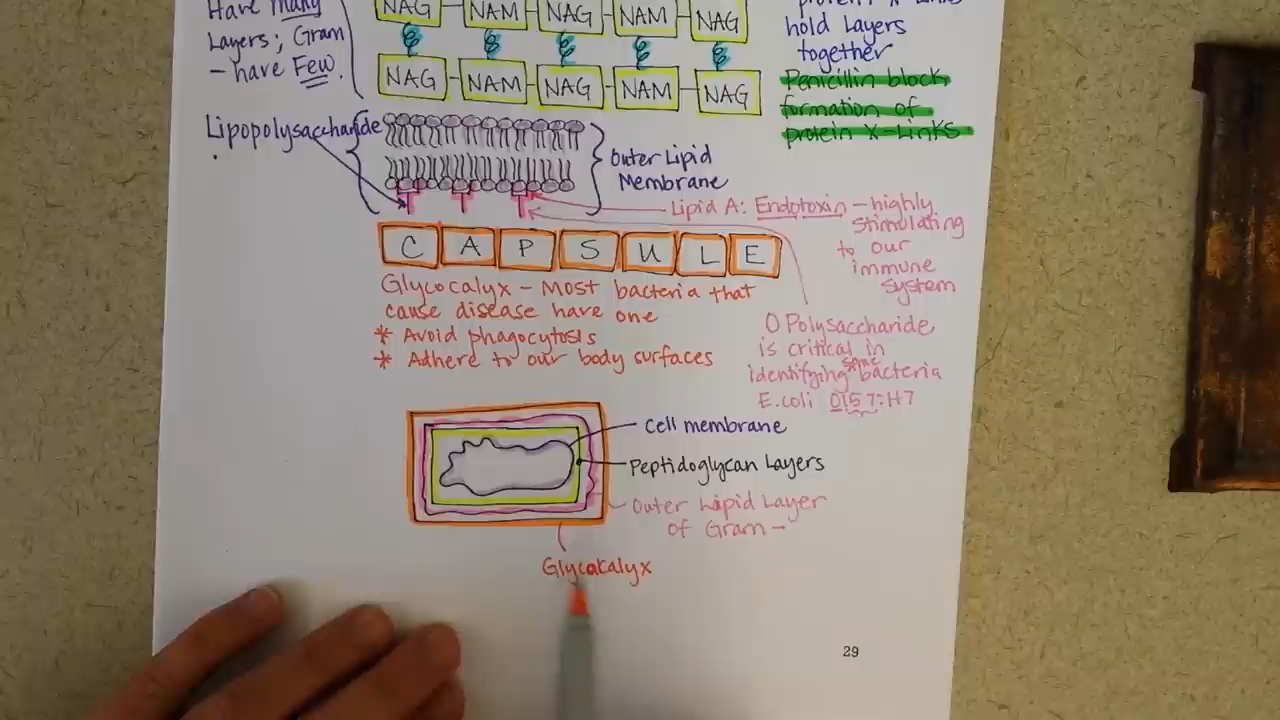 Have many
Layers; Gram
- have Few.
NAG NAM NAG NAM NAG
NAG NAM NAG NAM NAG
hold Layers
together
Penicillin block
formation of
protein X-Links
Lipopolysaccharide
Outer Lipid
Membrane
Lipid A: Endotoxin - highly
stimulating
to our
immune
system
C A P S U L E
Glycocalyx - Most bacteria that
cause disease have one
* Avoid phagocytosis
* Adhere to our body surfaces
O Polysaccharide
is critical in
identifying some bacteria
E.coli O157:H7
Cell membrane
Peptidoglycan Layers
Outer Lipid Layer
of Gram -
Glycocalyx
29